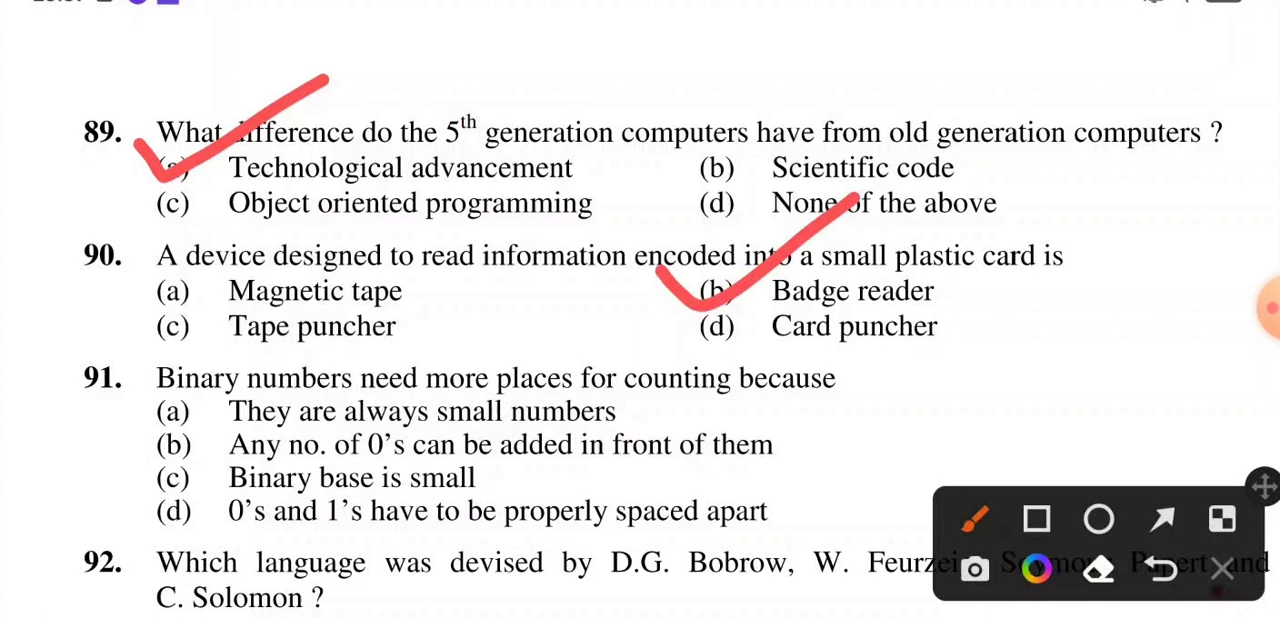 89. What difference do the 5th generation computers have from old generation computers ?
(a) Technological advancement (b) Scientific code
(c) Object oriented programming (d) None of the above
90. A device designed to read information encoded into a small plastic card is
(a) Magnetic tape (b) Badge reader
(c) Tape puncher (d) Card puncher
91. Binary numbers need more places for counting because
(a) They are always small numbers
(b) Any no. of 0's can be added in front of them
(c) Binary base is small
(d) 0's and 1's have to be properly spaced apart
92. Which language was devised by D.G. Bobrow, W. Feurzeig, Seymour Papert and
C. Solomon ?